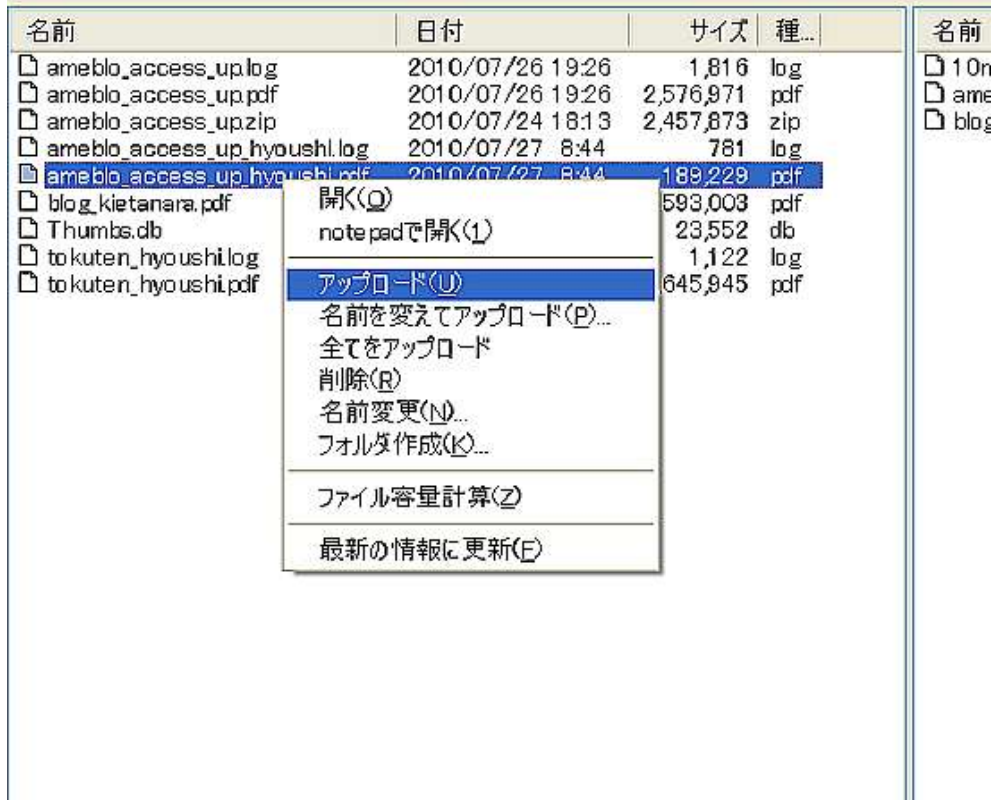 名前 日付 サイズ 種...
ameblo_access_up.log 2010/07/26 19:26 1,816 log
ameblo_access_up.pdf 2010/07/26 19:26 2,576,971 pdf
ameblo_access_up.zip 2010/07/24 18:13 2,457,873 zip
ameblo_access_up_hyoushi.log 2010/07/27 8:44 781 log
ameblo_access_up_hyoushi.pdf 2010/07/27 8:44 189,229 pdf
blog_kietanara.pdf 593,003 pdf
Thumbs.db 23,552 db
tokuten_hyoushi.log 1,122 log
tokuten_hyoushi.pdf 645,945 pdf
開く(O)
notepadで開く(1)
アップロード(U)
名前を変えてアップロード(P)...
全てをアップロード
削除(R)
名前変更(N)...
フォルダ作成(K)...
ファイル容量計算(Z)
最新の情報に更新(F)
名前
10n
ame
blog